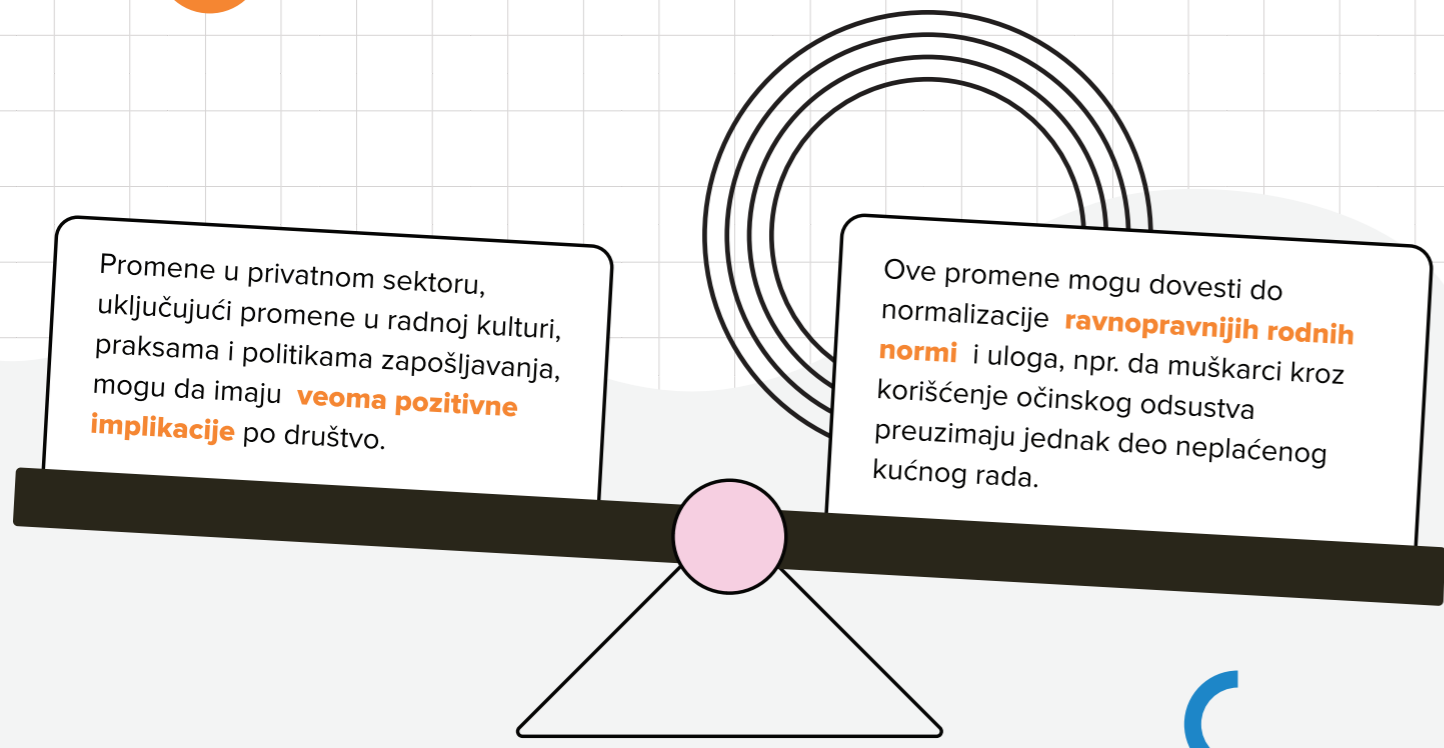 Promene u privatnom sektoru,
uključujući promene u radnoj kulturi,
praksama i politikama zapošljavanja,
mogu da imaju veoma pozitivne
implikacije po društvo.
Ove promene mogu dovesti do
normalizacije ravnopravnijih rodnih
normi i uloga, npr. da muškarci kroz
korišćenje očinskog odsustva
preuzimaju jednak deo neplaćenog
kućnog rada.